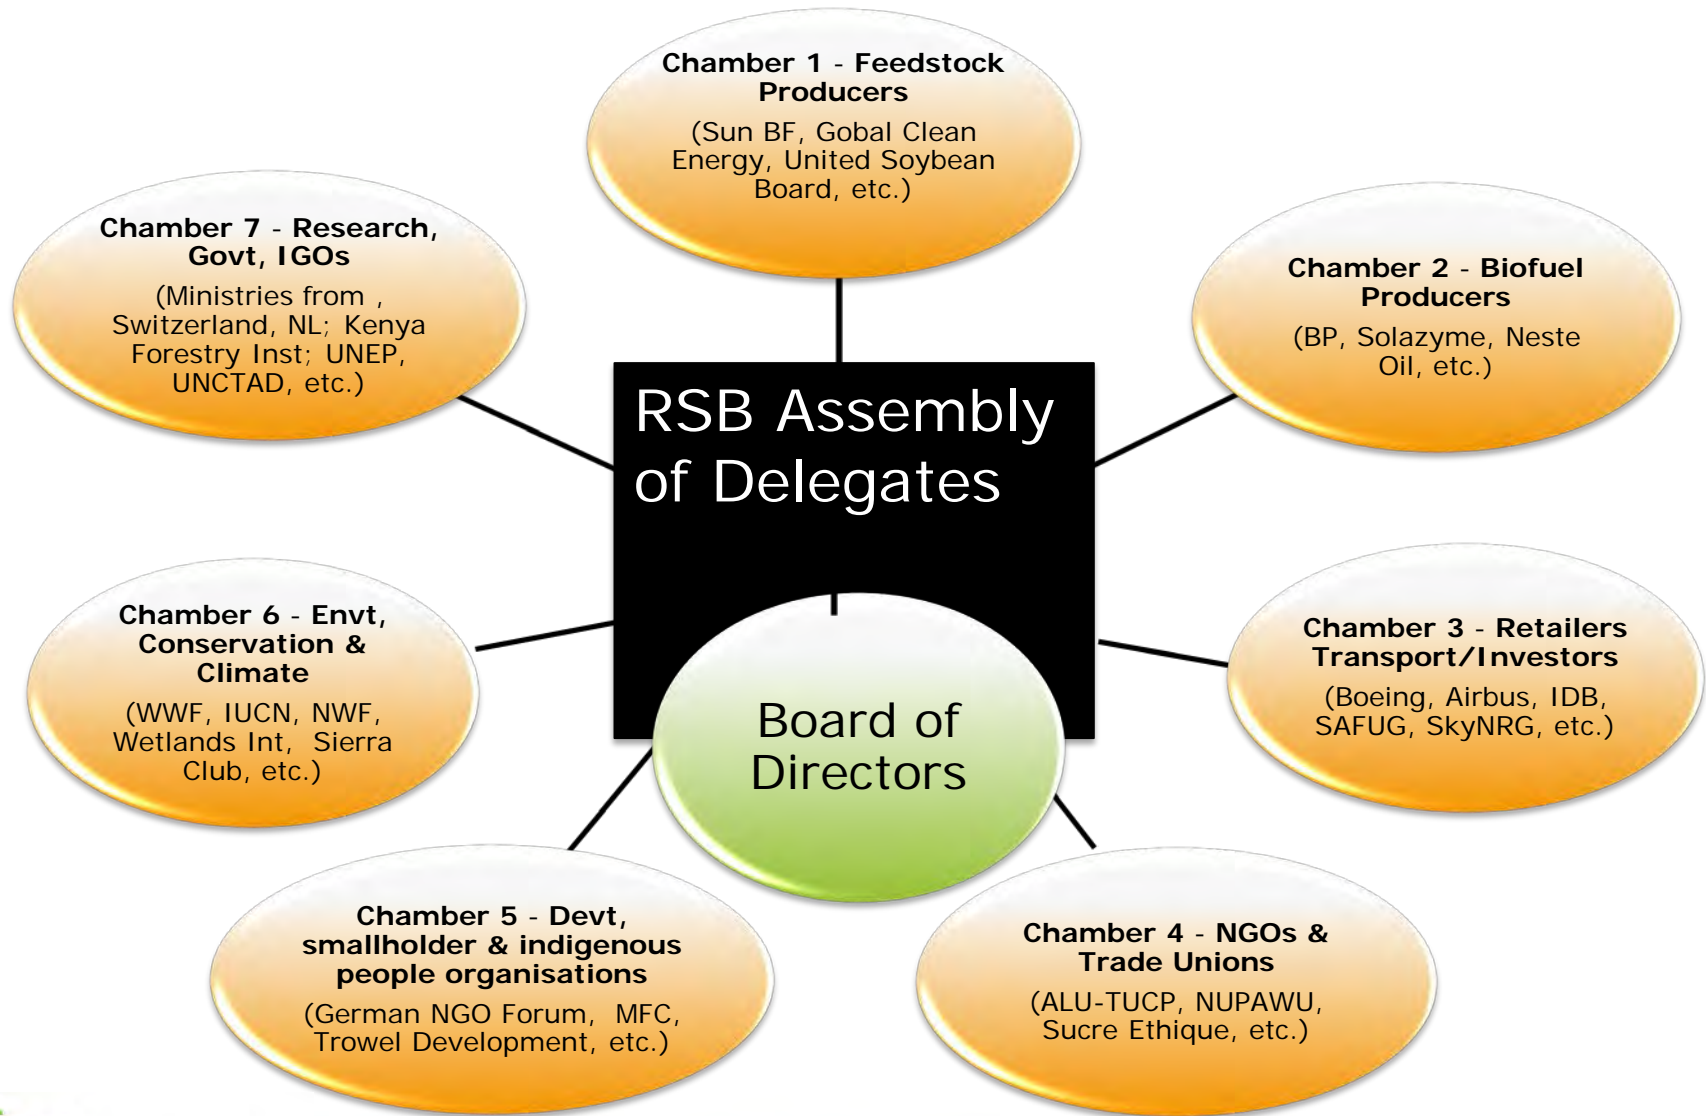 Chamber 1 - Feedstock
Producers
(Sun BF, Gobal Clean
Energy, United Soybean
Board, etc.)
Chamber 7 - Research,
Govt, IGOs
(Ministries from ,
Switzerland, NL; Kenya
Forestry Inst; UNEP,
UNCTAD, etc.)
Chamber 2 - Biofuel
Producers
(BP, Solazyme, Neste
Oil, etc.)
RSB Assembly
of Delegates
Chamber 6 - Envt,
Conservation &
Climate
(WWF, IUCN, NWF,
Wetlands Int, Sierra
Club, etc.)
Chamber 3 - Retailers
Transport/Investors
(Boeing, Airbus, IDB,
SAFUG, SkyNRG, etc.)
Board of
Directors
Chamber 5 - Devt,
smallholder & indigenous
people organisations
(German NGO Forum, MFC,
Trowel Development, etc.)
Chamber 4 - NGOs &
Trade Unions
(ALU-TUCP, NUPAWU,
Sucre Ethique, etc.)